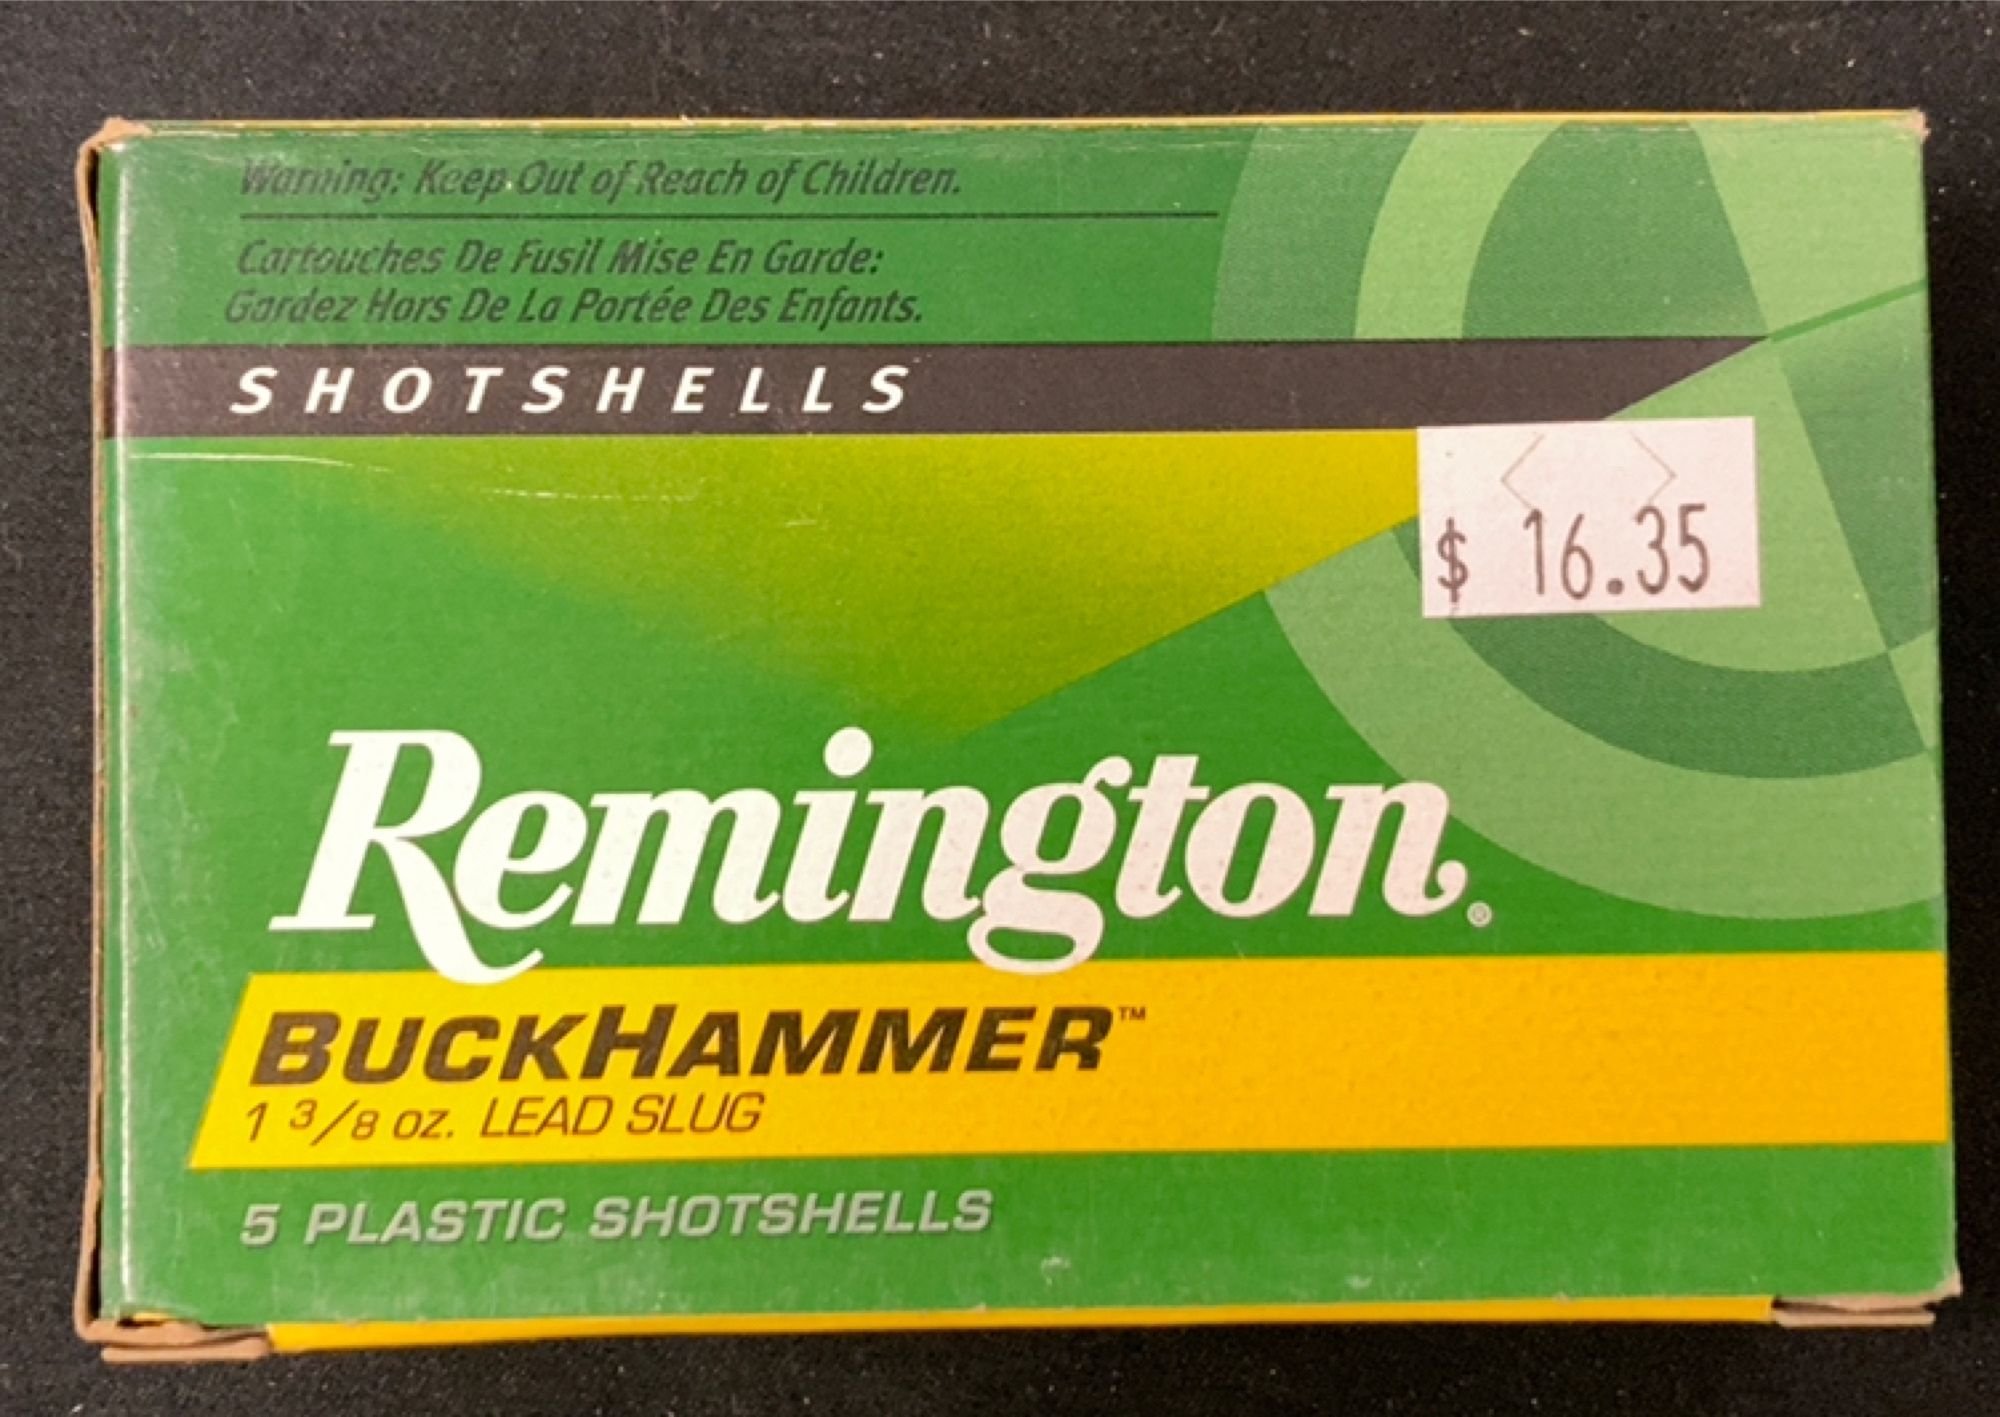 Warning: Keep Out of Reach of Children.
Cartouches De Fusil Mise En Garde:
Gardez Hors De La Portée Des Enfants.
SHOTSHELLS
$ 16.35
Remington®
BUCKHAMMER™
1 3/8 oz. LEAD SLUG
5 PLASTIC SHOTSHELLS